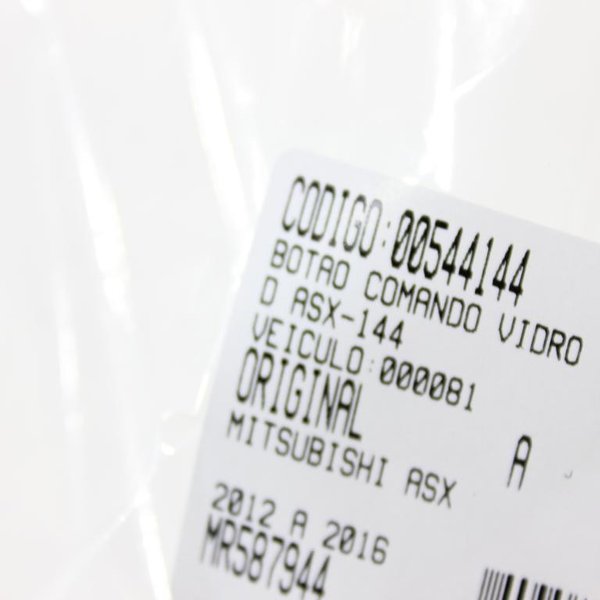 CODIGO:00544144
BOTAO COMANDO VIDRO
D ASX-144
VEICULO:000081
ORIGINAL
A
MITSUBISHI ASX
2012 A 2016
MR587944